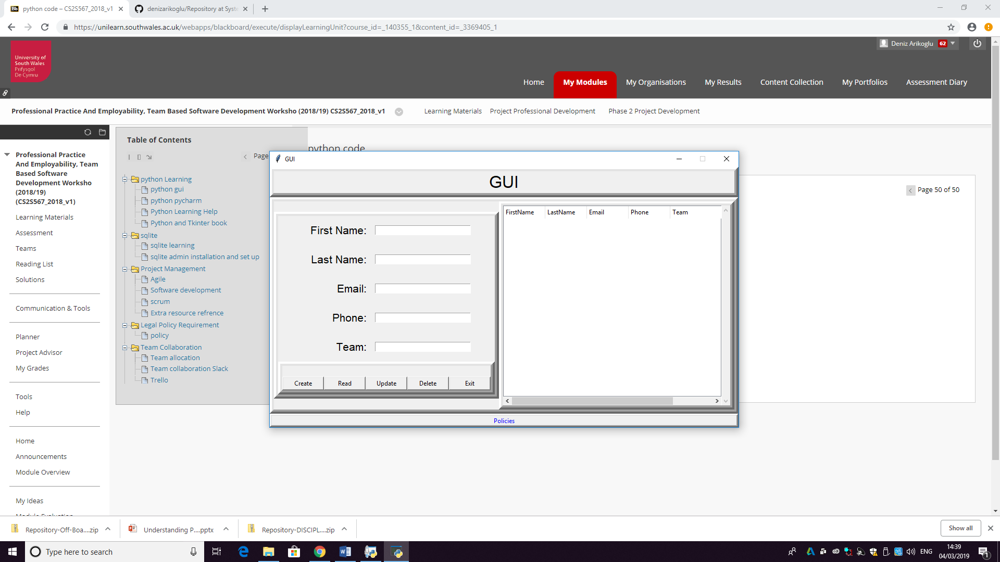 python code – CS2S567_2018_v1
denizarikoglu/Repository at Syste
https://unilearn.southwales.ac.uk/webapps/blackboard/execute/displayLearningUnit?course_id=_140355_1&content_id=_3369405_1
University of
South Wales
Prifysgol
De Cymru
Deniz Arikoglu 62
Home My Modules My Organisations My Results Content Collection My Portfolios Assessment Diary
Professional Practice And Employability, Team Based Software Development Worksho (2018/19) CS2S567_2018_v1
Learning Materials Project Professional Development Phase 2 Project Development
Professional Practice
And Employability, Team
Based Software
Development Worksho
(2018/19)
(CS2S567_2018_v1)
Learning Materials
Assessment
Teams
Reading List
Solutions
Communication & Tools
Planner
Project Advisor
My Grades
Tools
Help
Home
Announcements
Module Overview
My Ideas
Module Evaluation
Table of Contents
Page
python Learning
python gui
python pycharm
Python Learning Help
Python and Tkinter book
sqlite
sqlite learning
sqlite admin installation and set up
Project Management
Agile
Software development
scrum
Extra resource refrence
Legal Policy Requirement
policy
Team Collaboration
Team allocation
Team collaboration Slack
Trello
python code
Page 50 of 50
GUI
GUI
First Name:
Last Name:
Email:
Phone:
Team:
Create Read Update Delete Exit
FirstName LastName Email Phone Team
Policies
Repository-Off-Boa....zip
Understanding P....pptx
Repository-DISCIPL....zip
Show all
Type here to search
ENG
14:39
04/03/2019
1